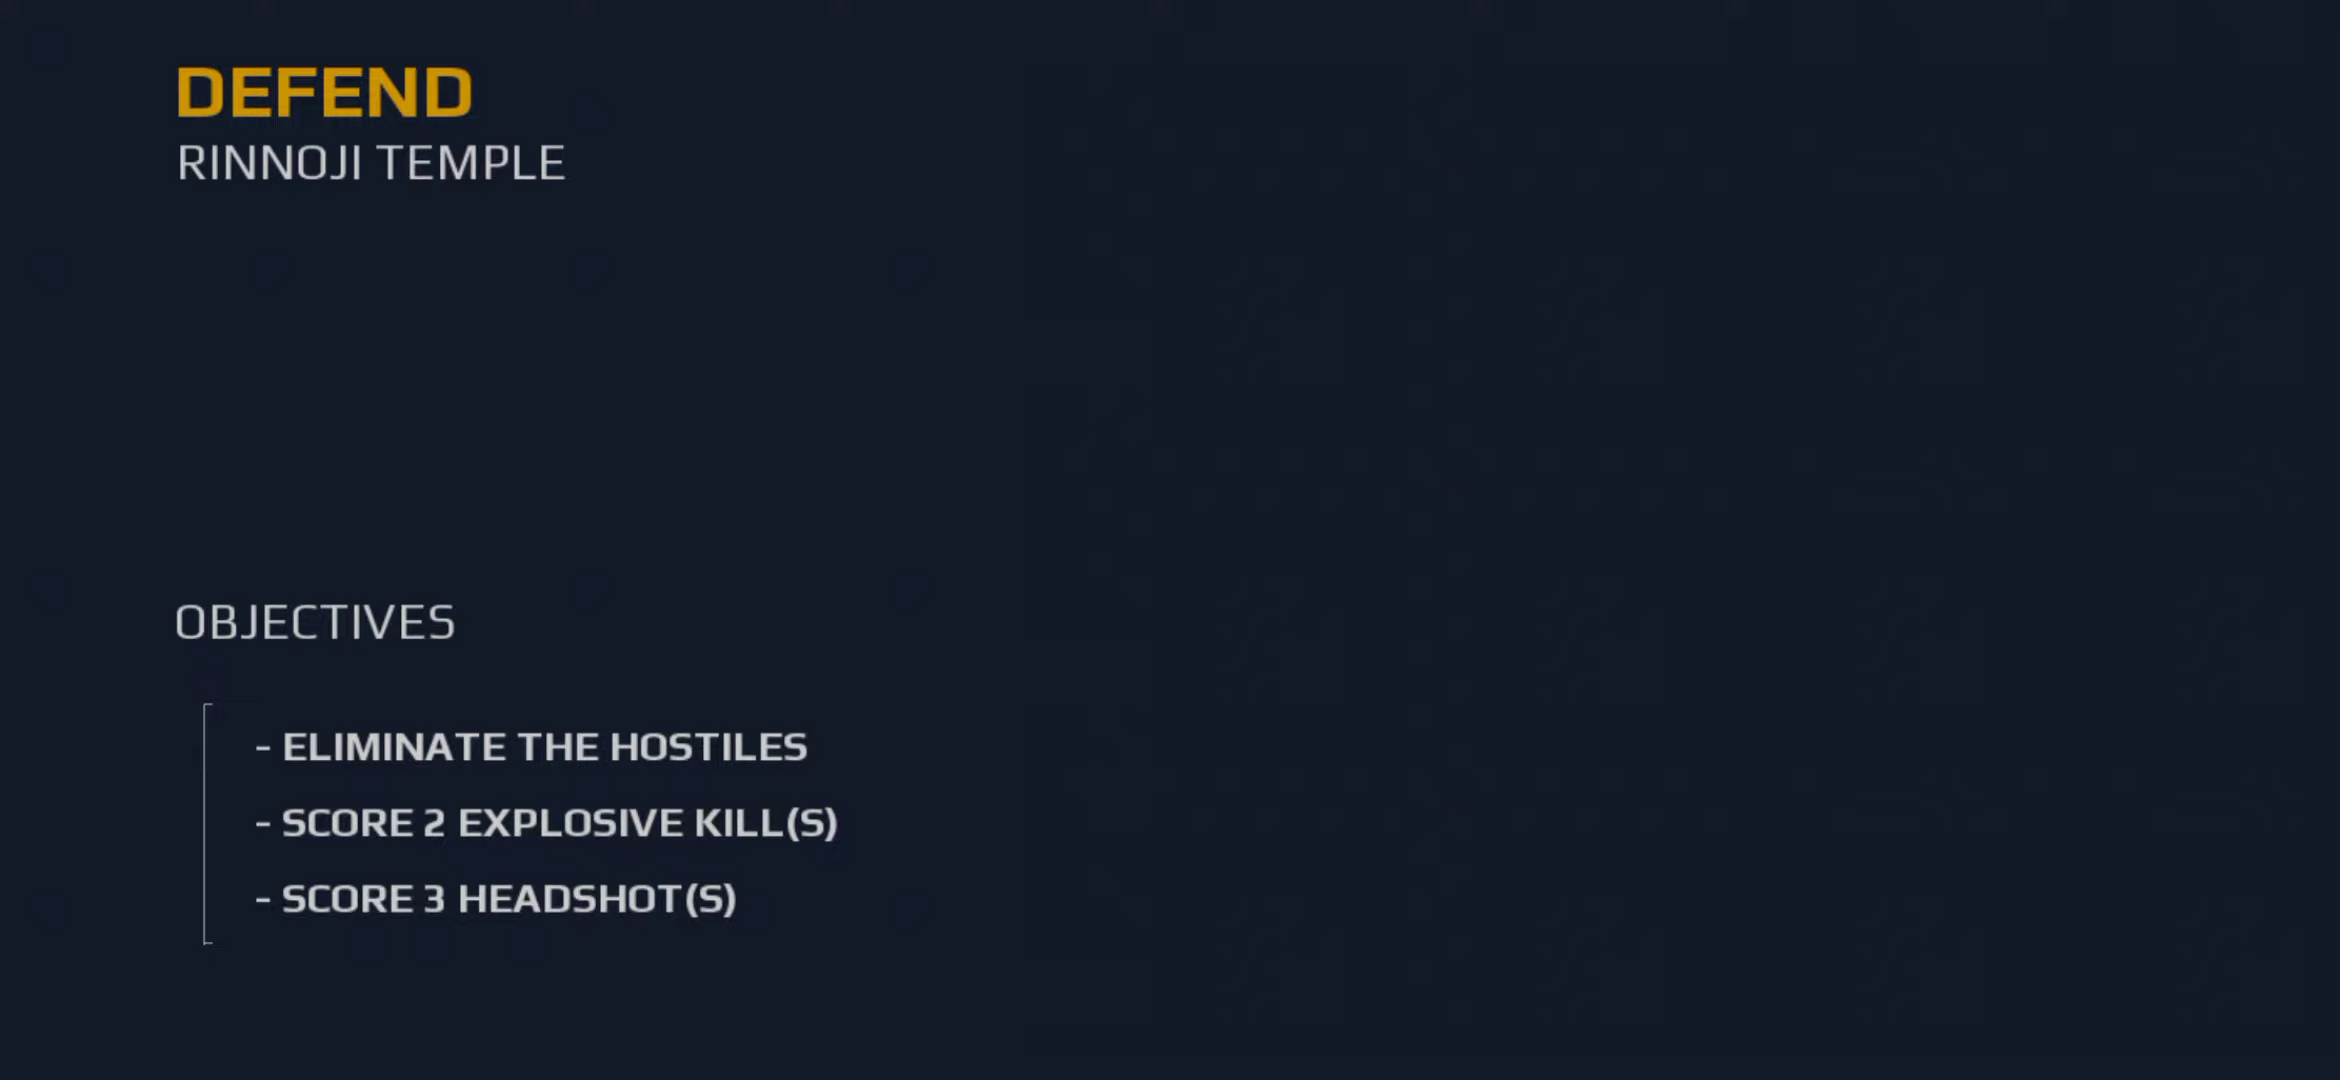 DEFEND
RINNOJI TEMPLE
OBJECTIVES
- ELIMINATE THE HOSTILES
- SCORE 2 EXPLOSIVE KILL(S)
- SCORE 3 HEADSHOT(S)